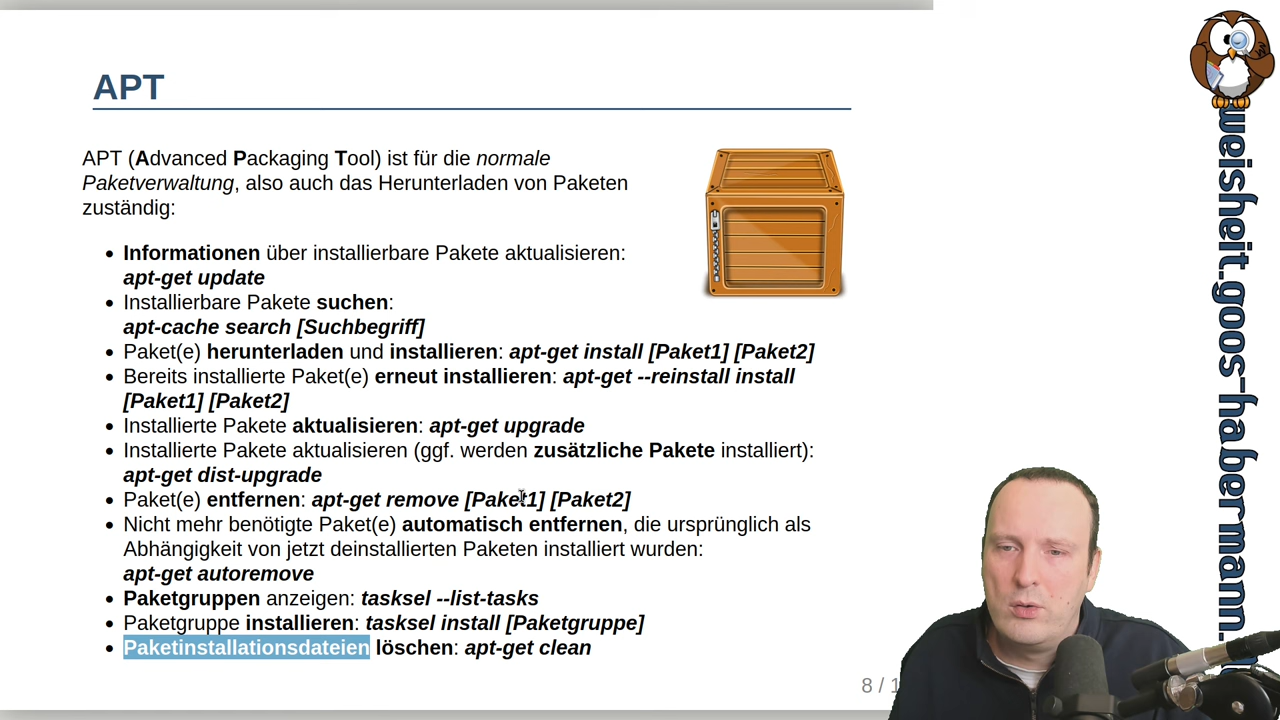 APT
APT (Advanced Packaging Tool) ist für die normale
Paketverwaltung, also auch das Herunterladen von Paketen
zuständig:
• Informationen über installierbare Pakete aktualisieren:
apt-get update
• Installierbare Pakete suchen:
apt-cache search [Suchbegriff]
• Paket(e) herunterladen und installieren: apt-get install [Paket1] [Paket2]
• Bereits installierte Paket(e) erneut installieren: apt-get --reinstall install
[Paket1] [Paket2]
• Installierte Pakete aktualisieren: apt-get upgrade
• Installierte Pakete aktualisieren (ggf. werden zusätzliche Pakete installiert):
apt-get dist-upgrade
• Paket(e) entfernen: apt-get remove [Paket1] [Paket2]
• Nicht mehr benötigte Paket(e) automatisch entfernen, die ursprünglich als
Abhängigkeit von jetzt deinstallierten Paketen installiert wurden:
apt-get autoremove
• Paketgruppen anzeigen: tasksel --list-tasks
• Paketgruppe installieren: tasksel install [Paketgruppe]
• Paketinstallationsdateien löschen: apt-get clean
8 / 1
weisheit.goos-habermann.